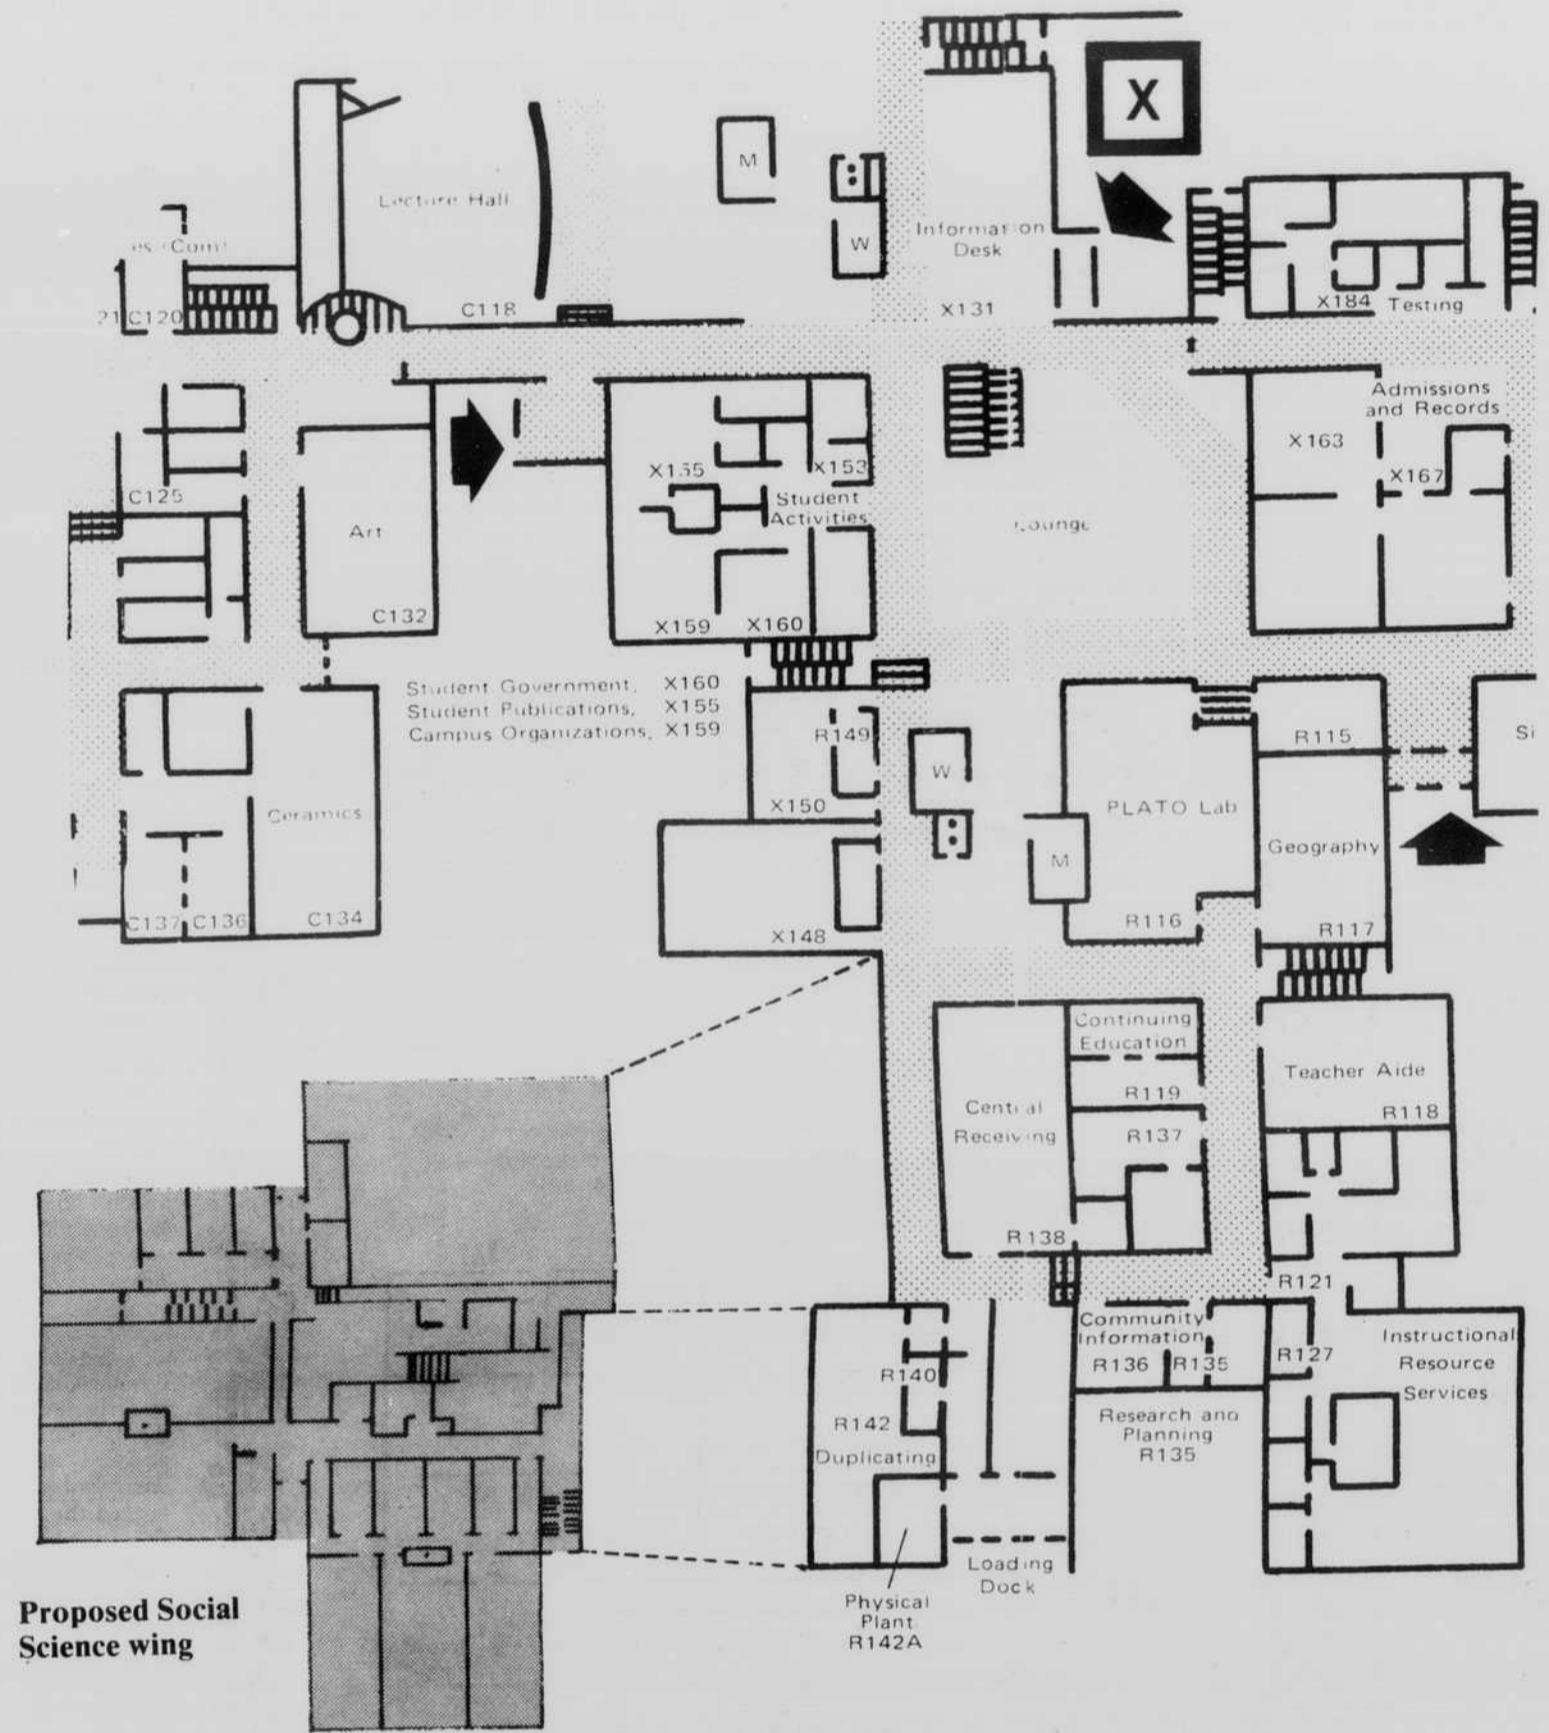 X
M
Lecture Hall
W
Information
Desk
C120
C118
X131
X184
Testing
Admissions
and Records
X163
X155
X153
X167
C125
Student
Activities
Art
Lounge
C132
X159
X160
Student Government, X160
Student Publications, X155
Campus Organizations, X159
R149
R115
Si
W
X150
PLATO Lab
Ceramics
Geography
M
C137
C136
C134
X148
R116
R117
Continuing
Education
Teacher Aide
R119
Central
Receiving
R118
R137
R138
R121
Community
Information
Instructional
Resource
Services
R136
R135
R127
R140
R142
Duplicating
Research and
Planning
R135
Loading
Dock
Physical
Plant
R142A
Proposed Social
Science wing